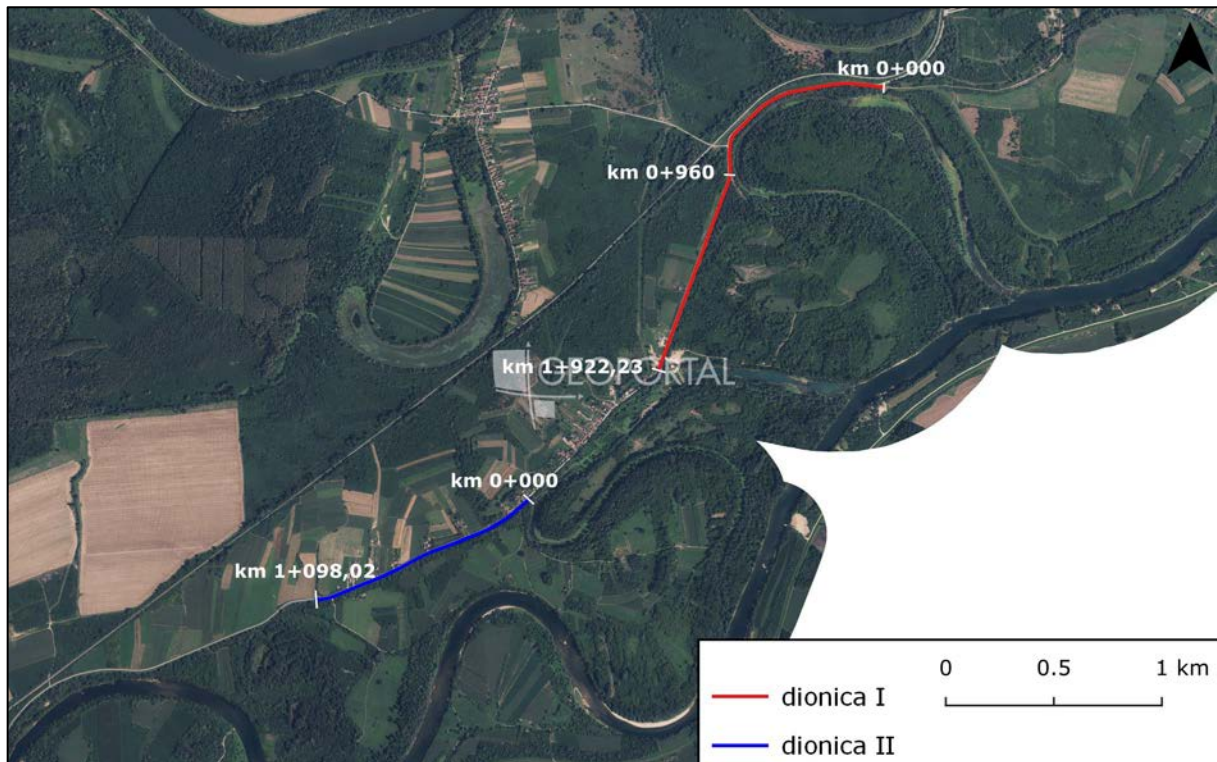 km 0+000
km 0+960
km 1+922,23
GEOPORTAL
km 0+000
km 1+098,02
0 0.5 1 km
dionica I
dionica II